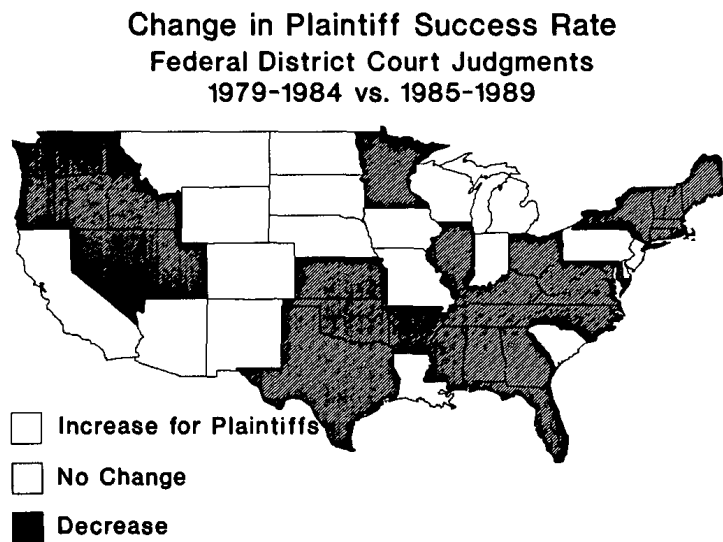 Change in Plaintiff Success Rate
Federal District Court Judgments
1979-1984 vs. 1985-1989
Increase for Plaintiffs
No Change
Decrease